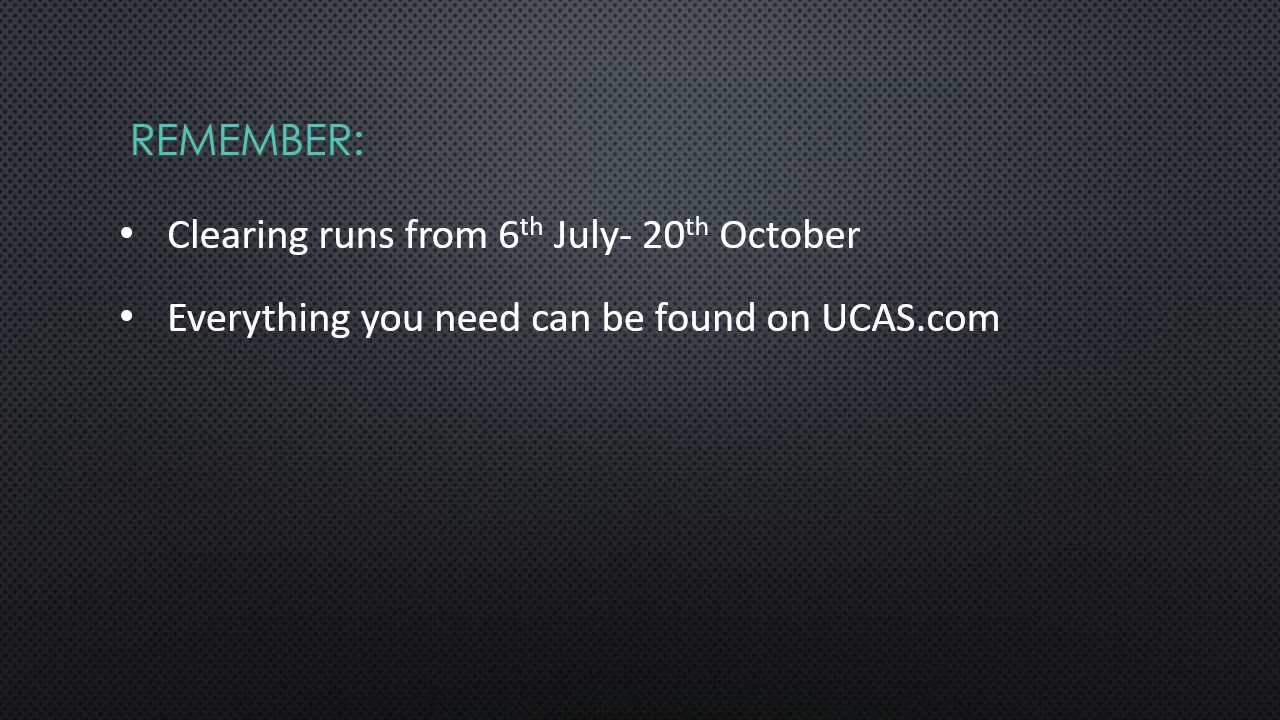 REMEMBER:
• Clearing runs from 6th July- 20th October
• Everything you need can be found on UCAS.com